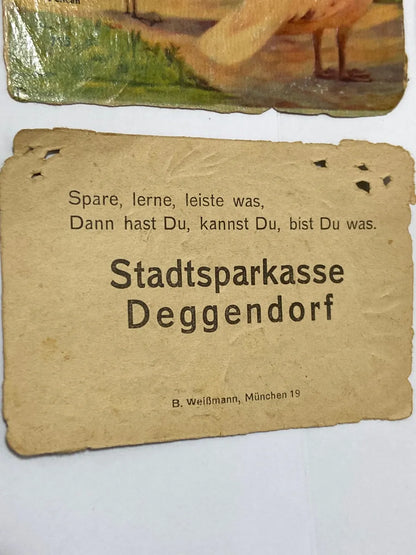 Spare, lerne, leiste was,
Dann hast Du, kannst Du, bist Du was.
Stadtsparkasse
Deggendorf
B. Weißmann, München 19